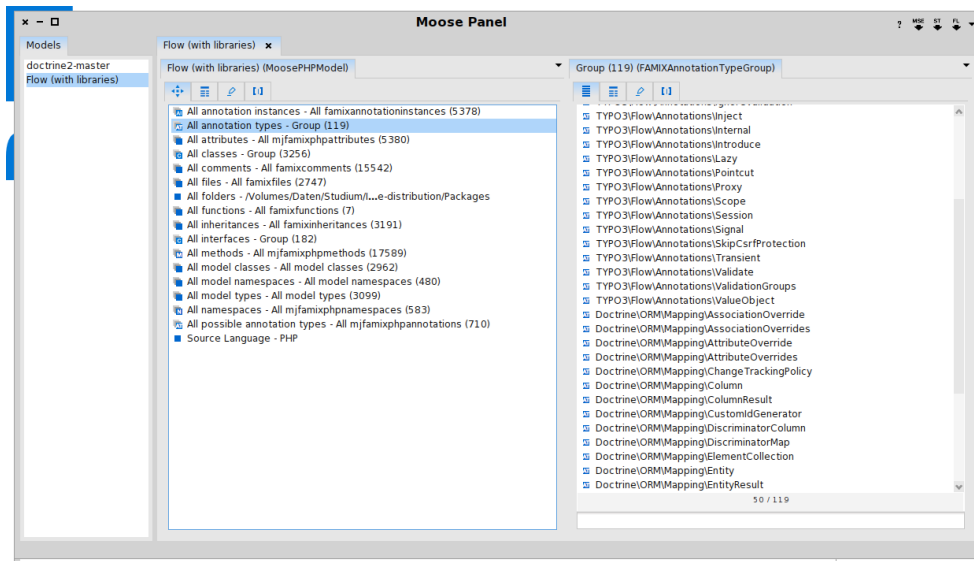 Moose Panel
? MSE ST FL
Models
Flow (with libraries) x
doctrine2-master
Flow (with libraries)
Flow (with libraries) (MoosePHPModel)
All annotation instances - All famixannotationinstances (5378)
All annotation types - Group (119)
All attributes - All mjfamixphpattributes (5380)
All classes - Group (3256)
All comments - All famixcomments (15542)
All files - All famixfiles (2747)
All folders - /Volumes/Daten/Studium/I...e-distribution/Packages
All functions - All famixfunctions (7)
All inheritances - All famixinheritances (3191)
All interfaces - Group (182)
All methods - All mjfamixphpmethods (17589)
All model classes - All model classes (2962)
All model namespaces - All model namespaces (480)
All model types - All model types (3099)
All namespaces - All mjfamixphpnamespaces (583)
All possible annotation types - All mjfamixphpannotations (710)
Source Language - PHP
Group (119) (FAMIXAnnotationTypeGroup)
TYPO3\Flow\Annotations\Inject
TYPO3\Flow\Annotations\Internal
TYPO3\Flow\Annotations\Introduce
TYPO3\Flow\Annotations\Lazy
TYPO3\Flow\Annotations\Pointcut
TYPO3\Flow\Annotations\Proxy
TYPO3\Flow\Annotations\Scope
TYPO3\Flow\Annotations\Session
TYPO3\Flow\Annotations\Signal
TYPO3\Flow\Annotations\SkipCsrfProtection
TYPO3\Flow\Annotations\Transient
TYPO3\Flow\Annotations\Validate
TYPO3\Flow\Annotations\ValidationGroups
TYPO3\Flow\Annotations\ValueObject
Doctrine\ORM\Mapping\AssociationOverride
Doctrine\ORM\Mapping\AssociationOverrides
Doctrine\ORM\Mapping\AttributeOverride
Doctrine\ORM\Mapping\AttributeOverrides
Doctrine\ORM\Mapping\ChangeTrackingPolicy
Doctrine\ORM\Mapping\Column
Doctrine\ORM\Mapping\ColumnResult
Doctrine\ORM\Mapping\CustomIdGenerator
Doctrine\ORM\Mapping\DiscriminatorColumn
Doctrine\ORM\Mapping\DiscriminatorMap
Doctrine\ORM\Mapping\ElementCollection
Doctrine\ORM\Mapping\Entity
Doctrine\ORM\Mapping\EntityResult
50 / 119